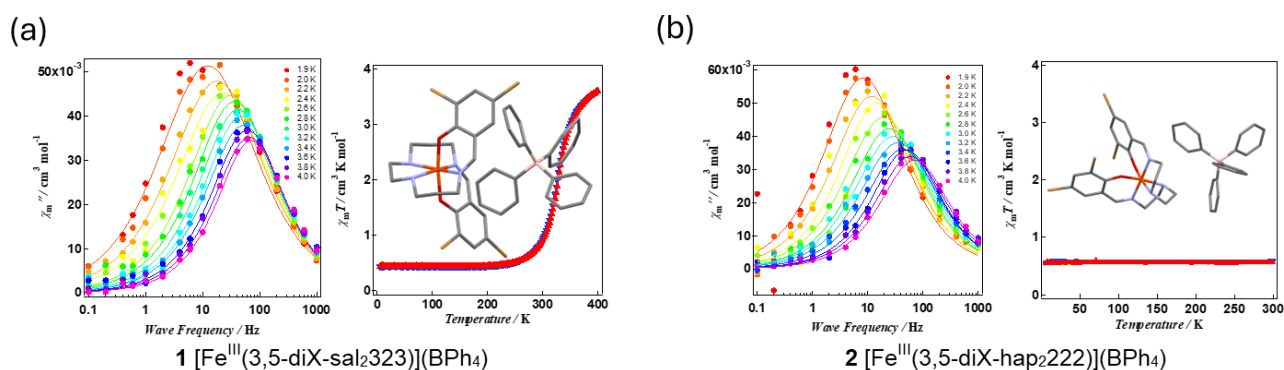 (a)
(b)
50×10⁻³
40
30
20
10
0
0.1
1
10
100
1000
χₘ″/ cm³ mol⁻¹
Wave Frequency / Hz
1.9 K
2.0 K
2.2 K
2.4 K
2.6 K
2.8 K
3.0 K
3.2 K
3.4 K
3.6 K
3.8 K
4.0 K
4
3
2
1
0
0
100
200
300
400
χₘT / cm³ K mol⁻¹
Temperature / K
1 [Feᴵᴵᴵ(3,5-diX-sal₂323)](BPh₄)
60×10⁻³
50
40
30
20
10
0
0.1
1
10
100
1000
χₘ″/ cm³ mol⁻¹
Wave Frequency / Hz
1.9 K
2.0 K
2.2 K
2.4 K
2.6 K
2.8 K
3.0 K
3.2 K
3.4 K
3.6 K
3.8 K
4.0 K
4
3
2
1
0
50
100
150
200
250
300
χₘT / cm³ K mol⁻¹
Temperature / K
2 [Feᴵᴵᴵ(3,5-diX-hap₂222)](BPh₄)